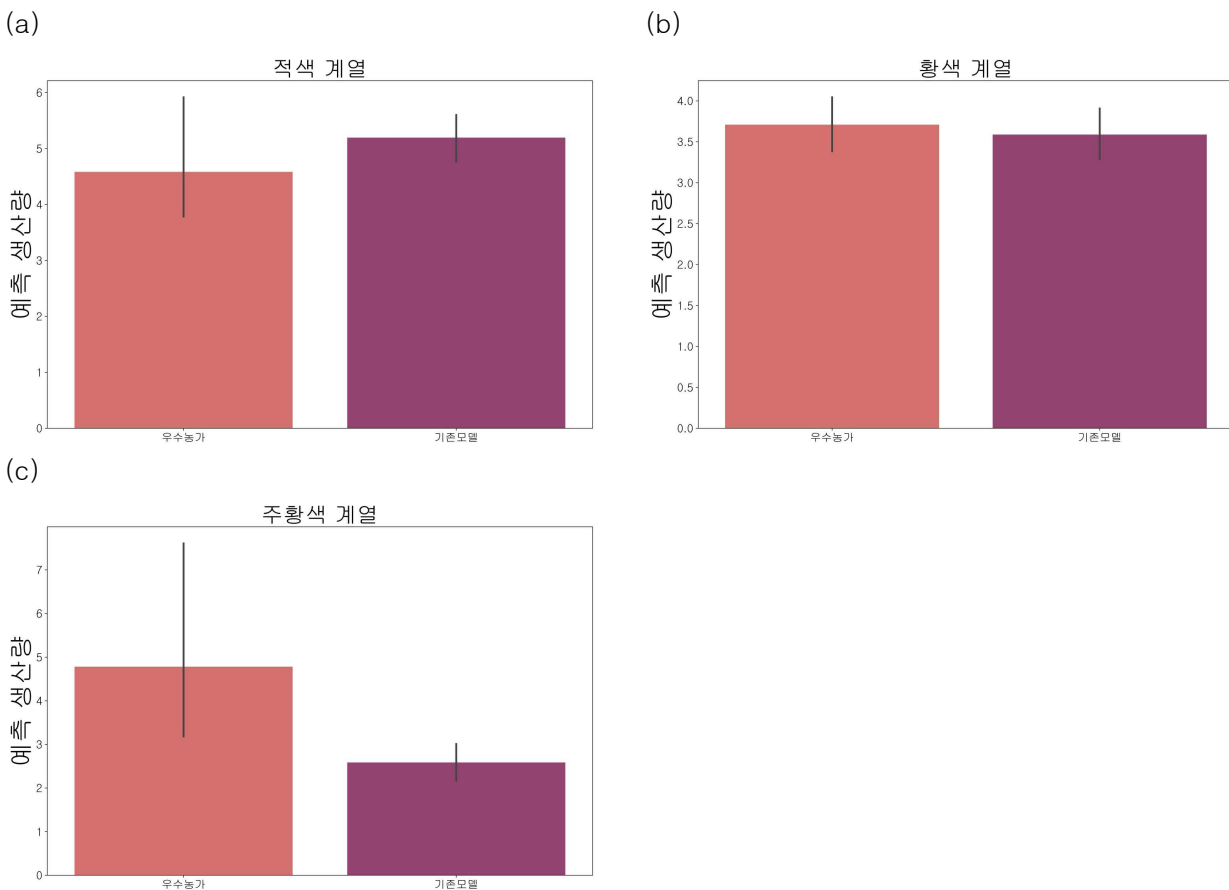 (a)
적색 계열
예측 생산량
6
5
4
3
2
1
0
우수농가
기존모델
(b)
황색 계열
예측 생산량
4.0
3.5
3.0
2.5
2.0
1.5
1.0
0.5
0.0
우수농가
기존모델
(c)
주황색 계열
예측 생산량
7
6
5
4
3
2
1
0
우수농가
기존모델